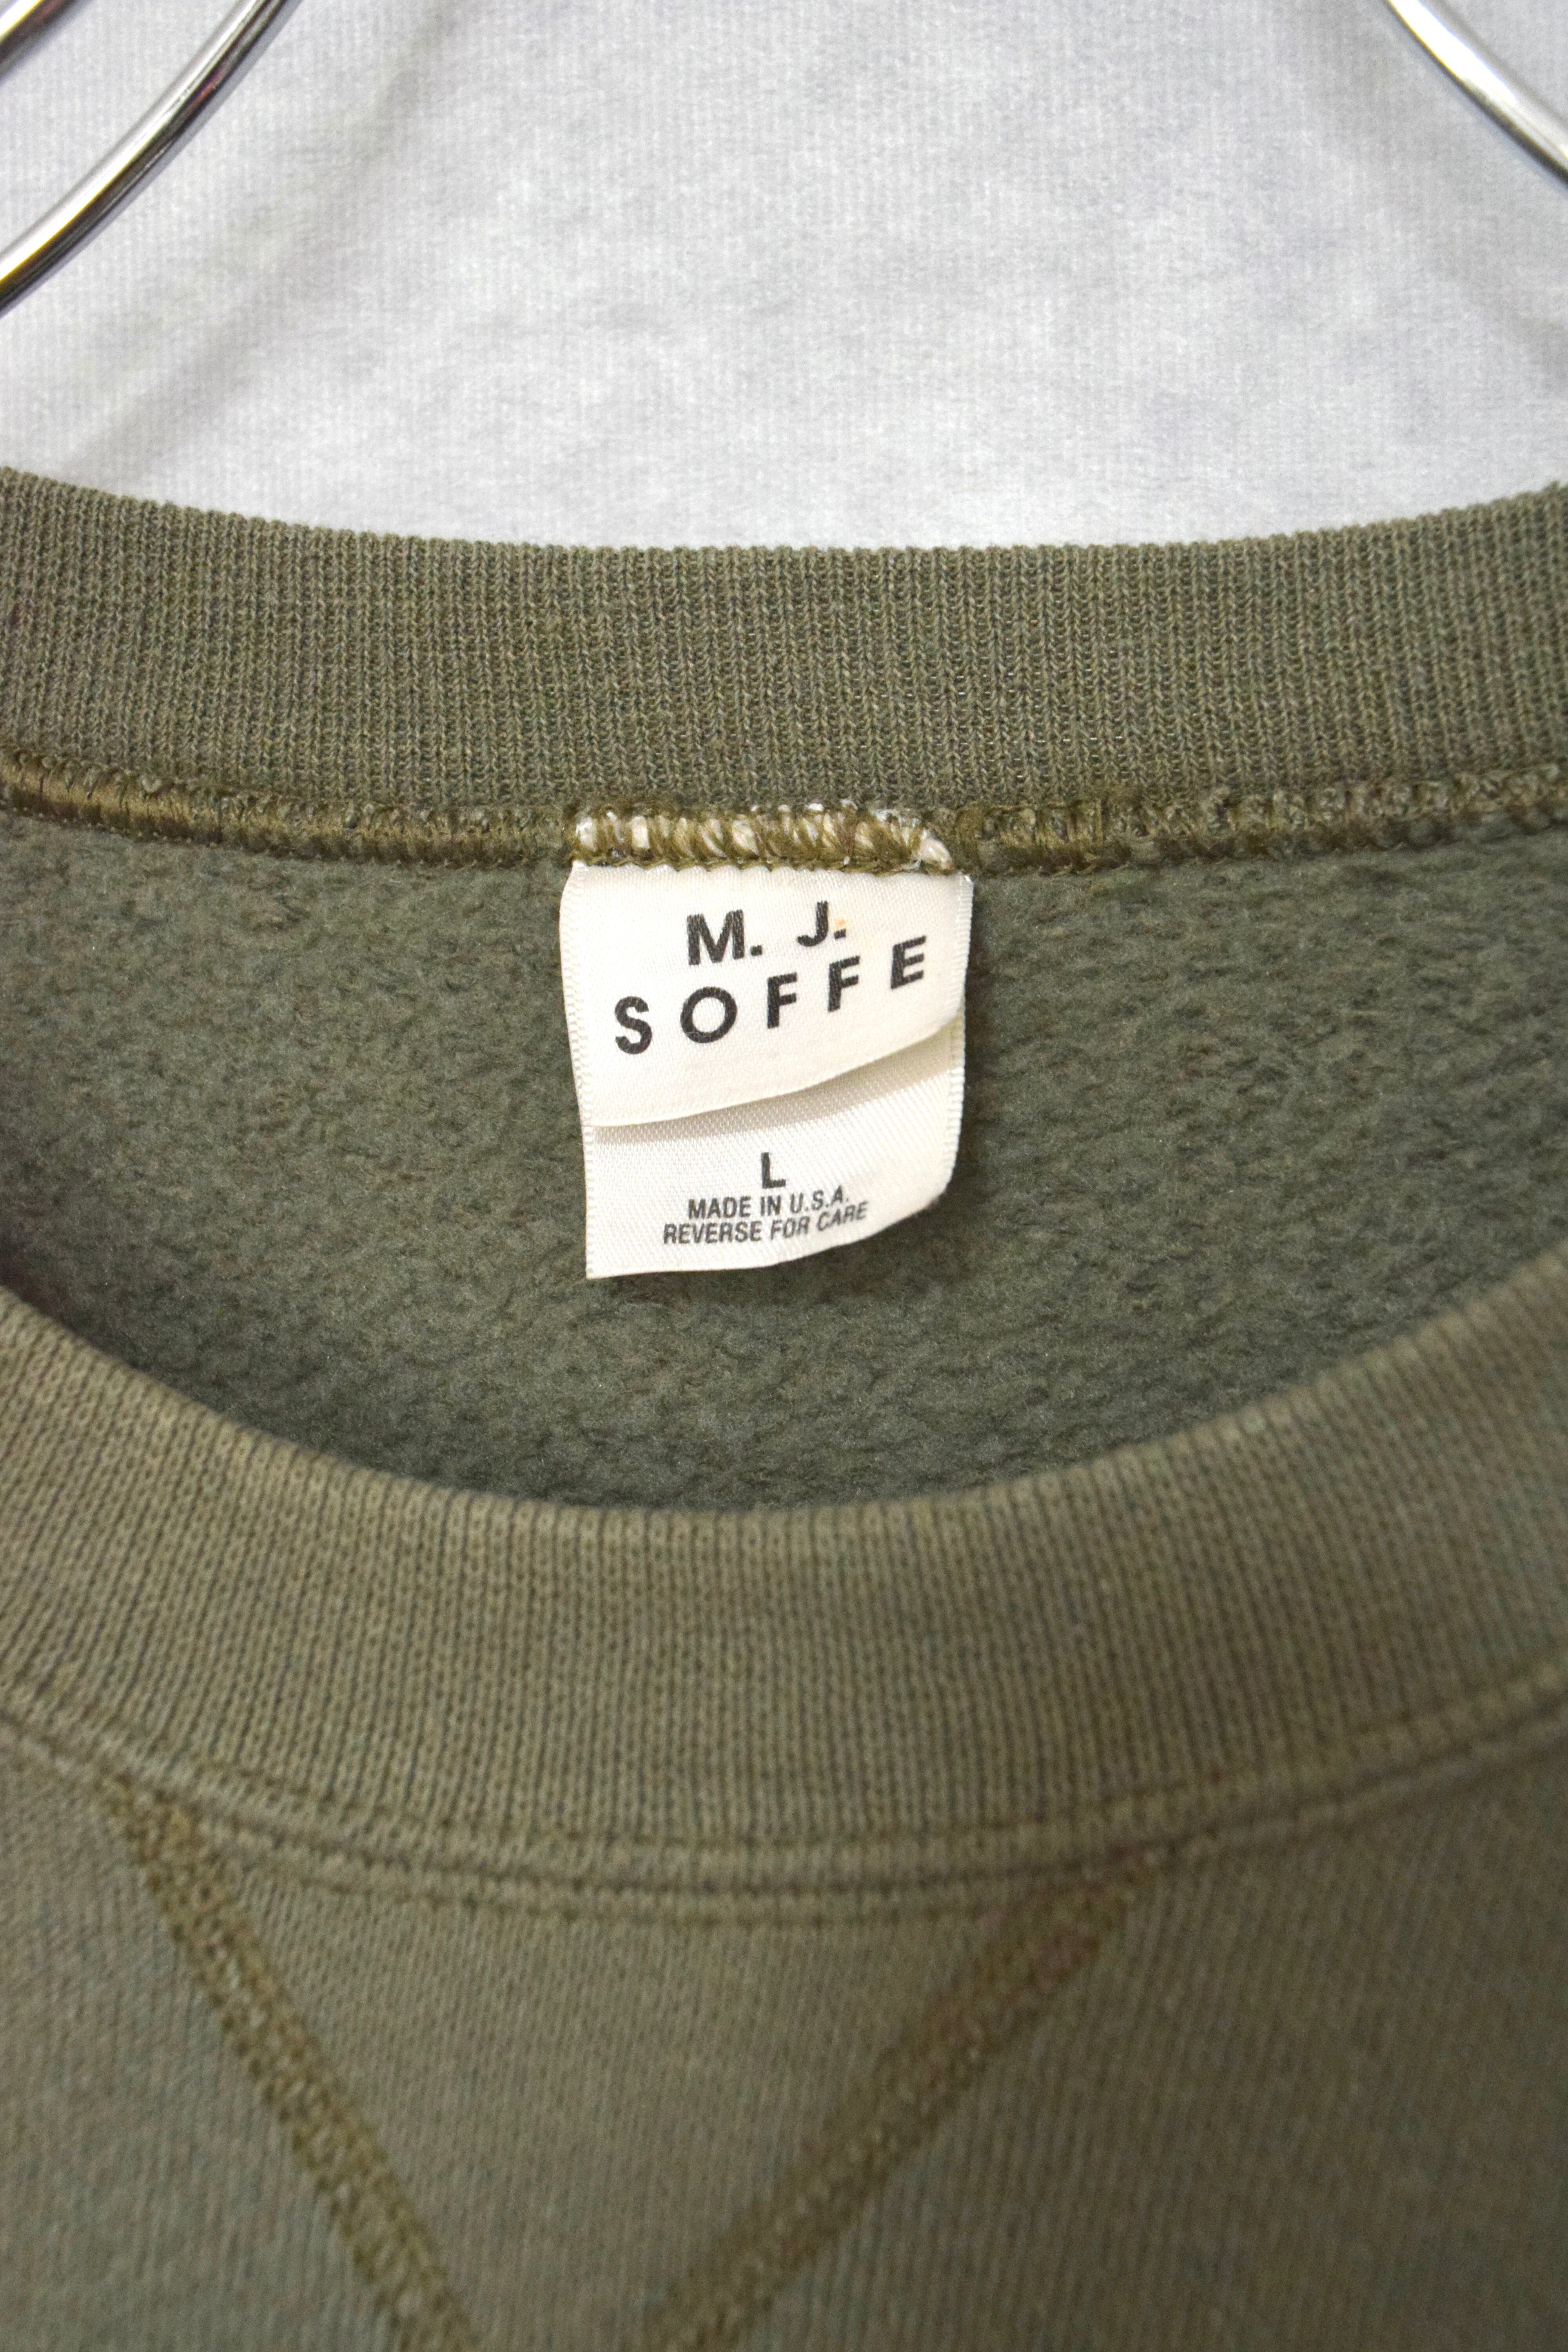 M. J.
SOFFE
L
MADE IN U.S.A.
REVERSE FOR CARE